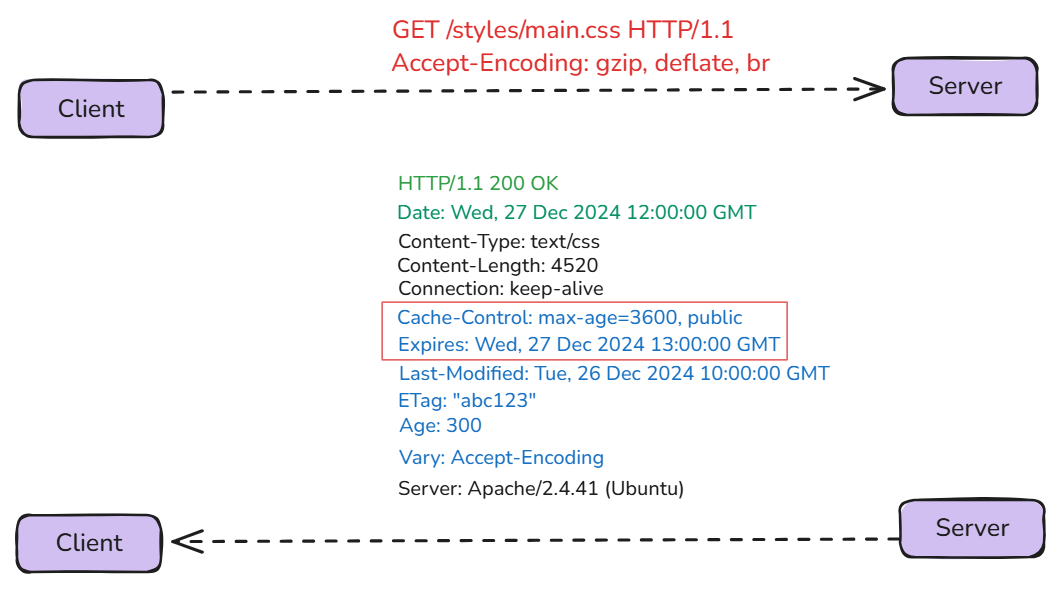 GET /styles/main.css HTTP/1.1
Accept-Encoding: gzip, deflate, br
Client
Server
HTTP/1.1 200 OK
Date: Wed, 27 Dec 2024 12:00:00 GMT
Content-Type: text/css
Content-Length: 4520
Connection: keep-alive
Cache-Control: max-age=3600, public
Expires: Wed, 27 Dec 2024 13:00:00 GMT
Last-Modified: Tue, 26 Dec 2024 10:00:00 GMT
ETag: "abc123"
Age: 300
Vary: Accept-Encoding
Server: Apache/2.4.41 (Ubuntu)
Client
Server